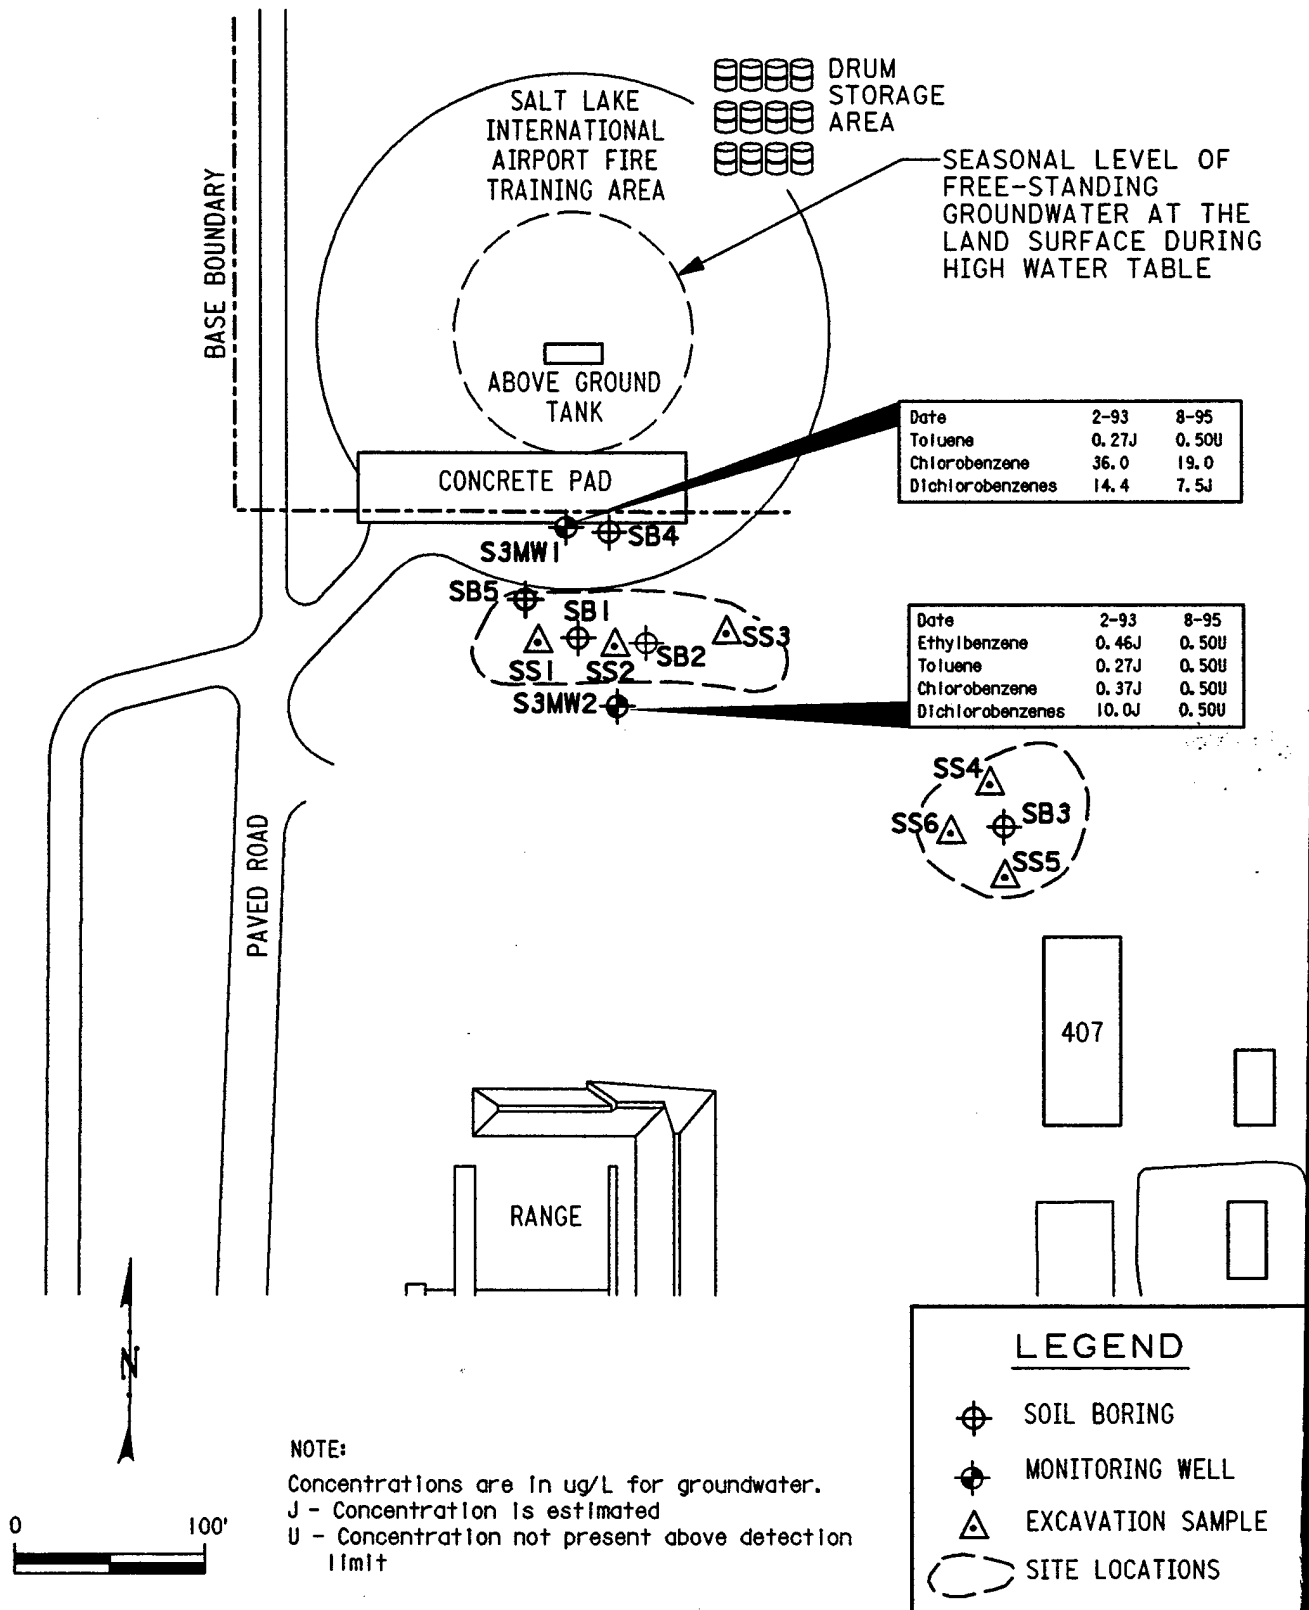 SALT LAKE
INTERNATIONAL
AIRPORT FIRE
TRAINING AREA
DRUM
STORAGE
AREA
SEASONAL LEVEL OF
FREE-STANDING
GROUNDWATER AT THE
LAND SURFACE DURING
HIGH WATER TABLE
BASE BOUNDARY
ABOVE GROUND
TANK
CONCRETE PAD
Date 2-93 8-95
Toluene 0.27J 0.50U
Chlorobenzene 36.0 19.0
Dichlorobenzenes 14.4 7.5J
S3MW1
SB4
SB5
SB1
SS1
SS2
SB2
SS3
S3MW2
Date 2-93 8-95
Ethylbenzene 0.46J 0.50U
Toluene 0.27J 0.50U
Chlorobenzene 0.37J 0.50U
Dichlorobenzenes 10.0J 0.50U
SS4
SB3
SS6
SS5
PAVED ROAD
407
RANGE
N
0 100'
NOTE:
Concentrations are in ug/L for groundwater.
J - Concentration is estimated
U - Concentration not present above detection
limit
LEGEND
SOIL BORING
MONITORING WELL
EXCAVATION SAMPLE
SITE LOCATIONS